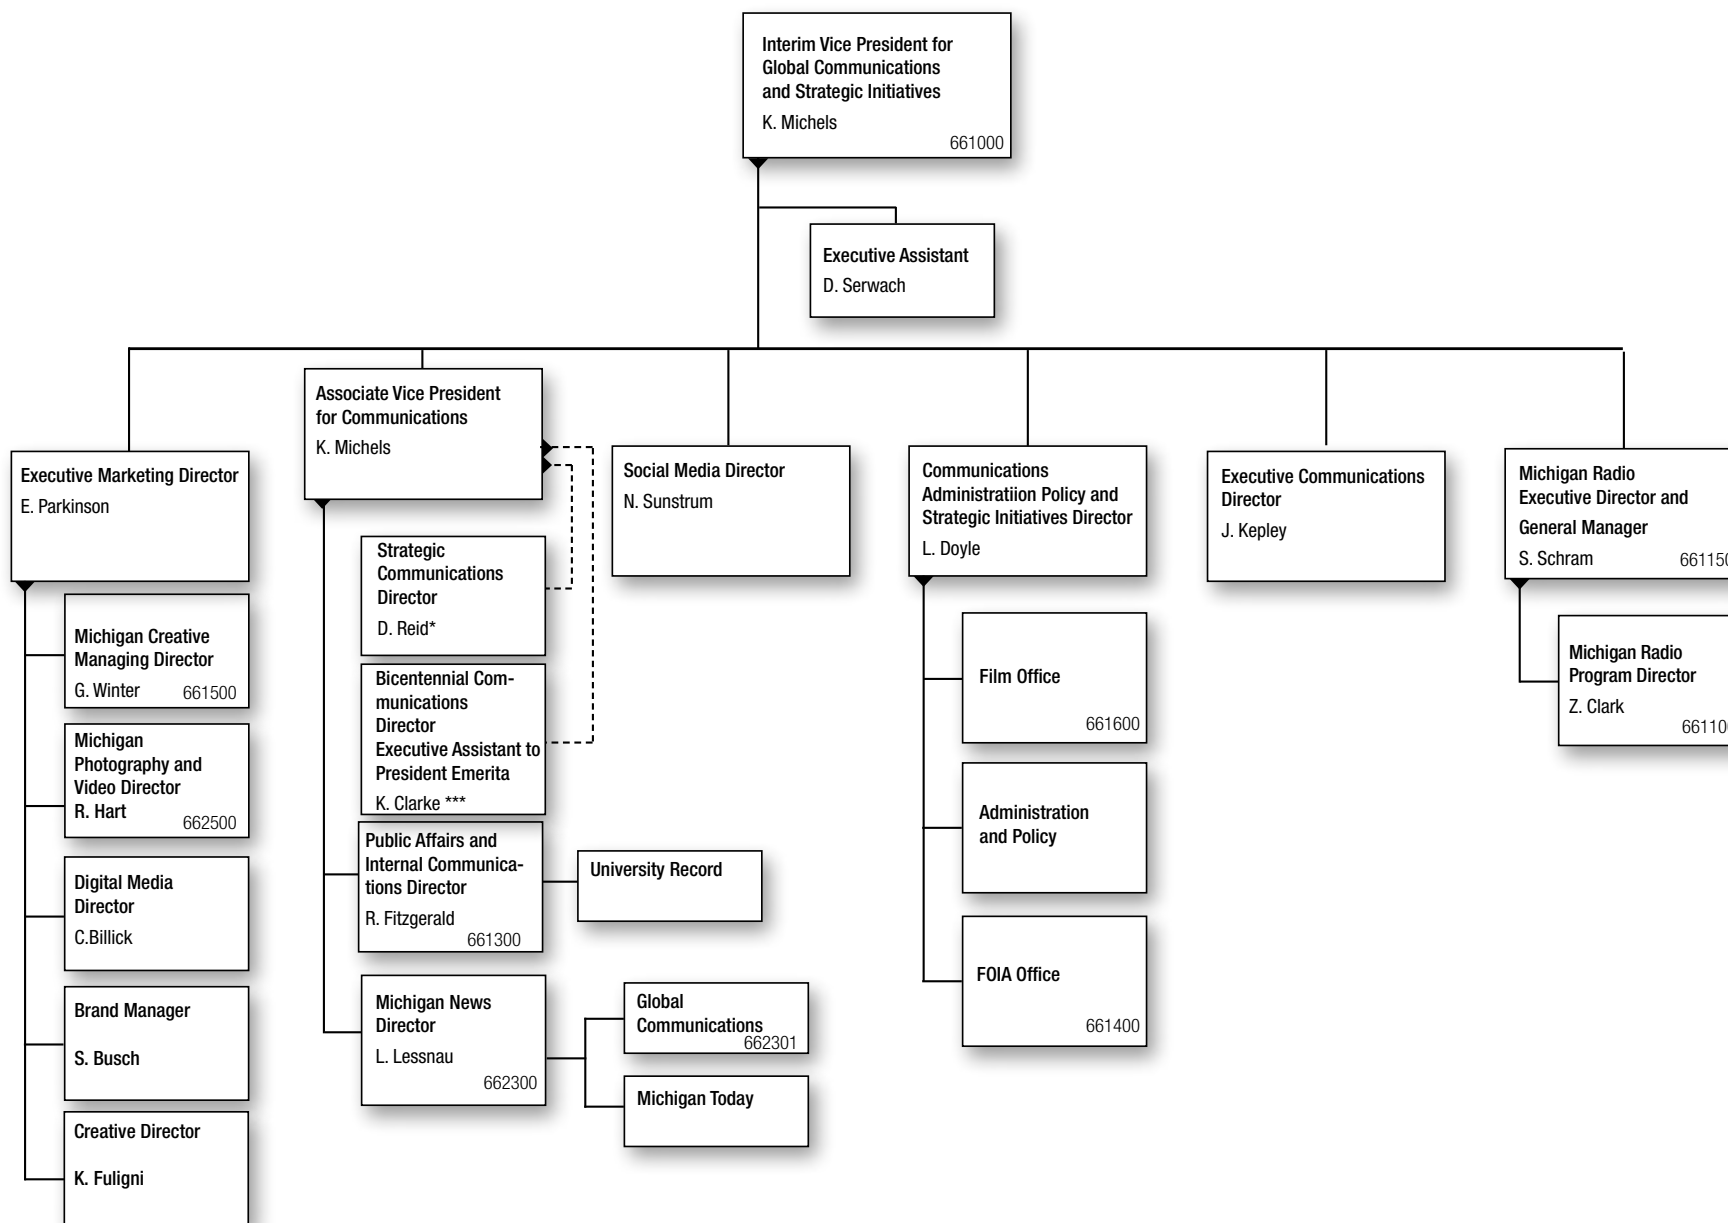 Interim Vice President for
Global Communications
and Strategic Initiatives
K. Michels
661000
Executive Assistant
D. Serwach
Executive Marketing Director
E. Parkinson
Michigan Creative
Managing Director
G. Winter 661500
Michigan
Photography and
Video Director
R. Hart 662500
Digital Media
Director
C.Billick
Brand Manager
S. Busch
Creative Director
K. Fuligni
Associate Vice President
for Communications
K. Michels
Strategic
Communications
Director
D. Reid*
Bicentennial Com-
munications
Director
Executive Assistant to
President Emerita
K. Clarke ***
Public Affairs and
Internal Communica-
tions Director
R. Fitzgerald
661300
University Record
Michigan News
Director
L. Lessnau
662300
Global
Communications
662301
Michigan Today
Social Media Director
N. Sunstrum
Communications
Administratiion Policy and
Strategic Initiatives Director
L. Doyle
Film Office
661600
Administration
and Policy
FOIA Office
661400
Executive Communications
Director
J. Kepley
Michigan Radio
Executive Director and
General Manager
S. Schram
Michigan Radio
Program Director
Z. Clark